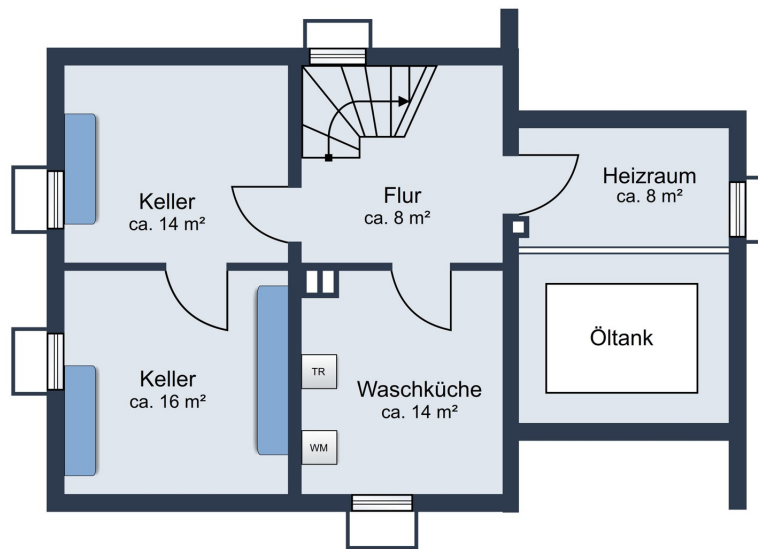 Keller
ca. 14 m²
Flur
ca. 8 m²
Heizraum
ca. 8 m²
Öltank
Keller
ca. 16 m²
TR
WM
Waschküche
ca. 14 m²